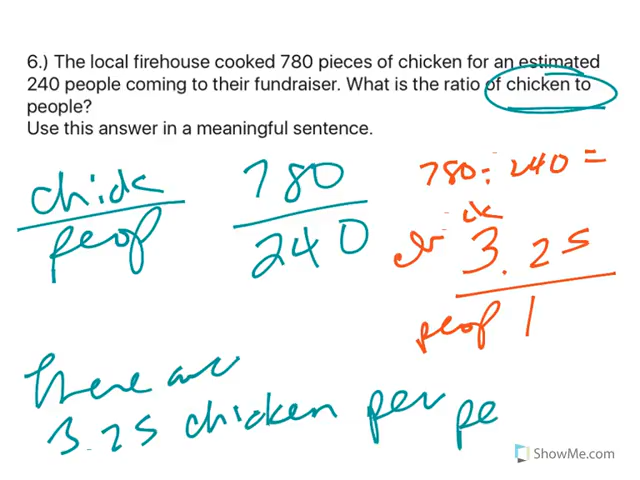 6.) The local firehouse cooked 780 pieces of chicken for an estimated
240 people coming to their fundraiser. What is the ratio of chicken to
people?
Use this answer in a meaningful sentence.
chick
peop
780
240
780 ÷ 240 =
chick
3.25
peop 1
There are
3.25 chicken per pe
ShowMe.com